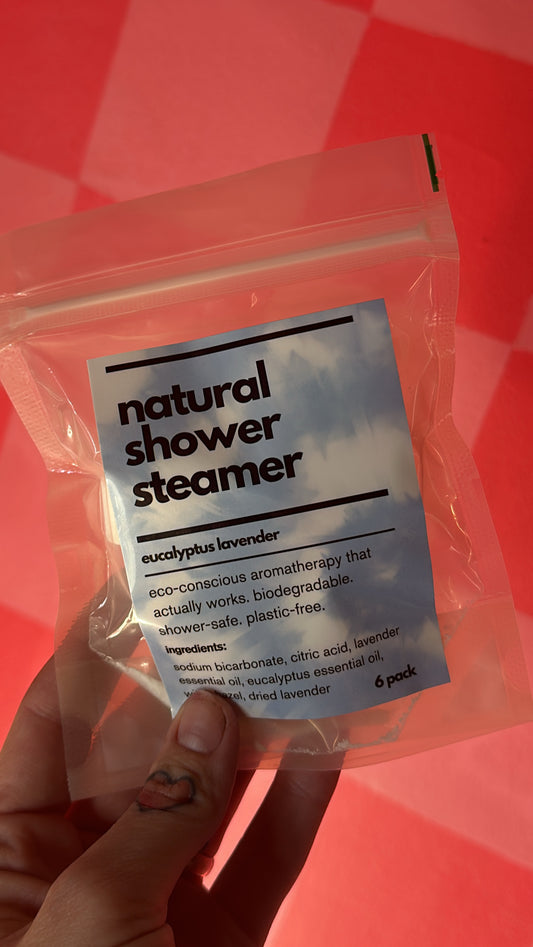 natural
shower
steamer
eucalyptus lavender
eco-conscious aromatherapy that
actually works. biodegradable.
shower-safe. plastic-free.
ingredients:
sodium bicarbonate, citric acid, lavender
essential oil, eucalyptus essential oil,
dried lavender
6 pack